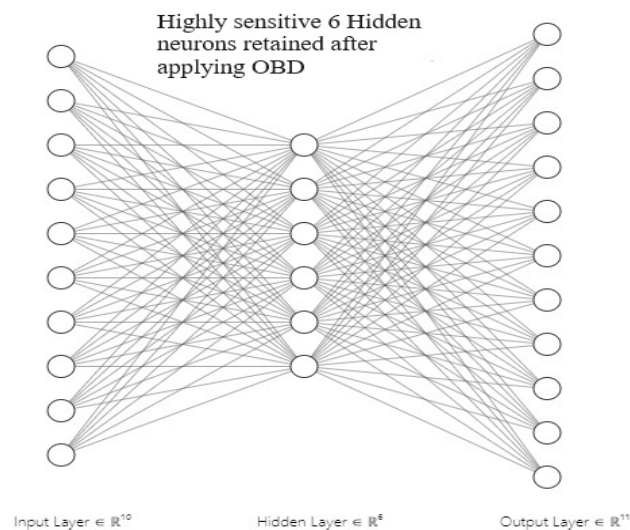 Highly sensitive 6 Hidden
neurons retained after
applying OBD
Input Layer ∈ ℝ¹⁰ Hidden Layer ∈ ℝ⁶ Output Layer ∈ ℝ¹¹